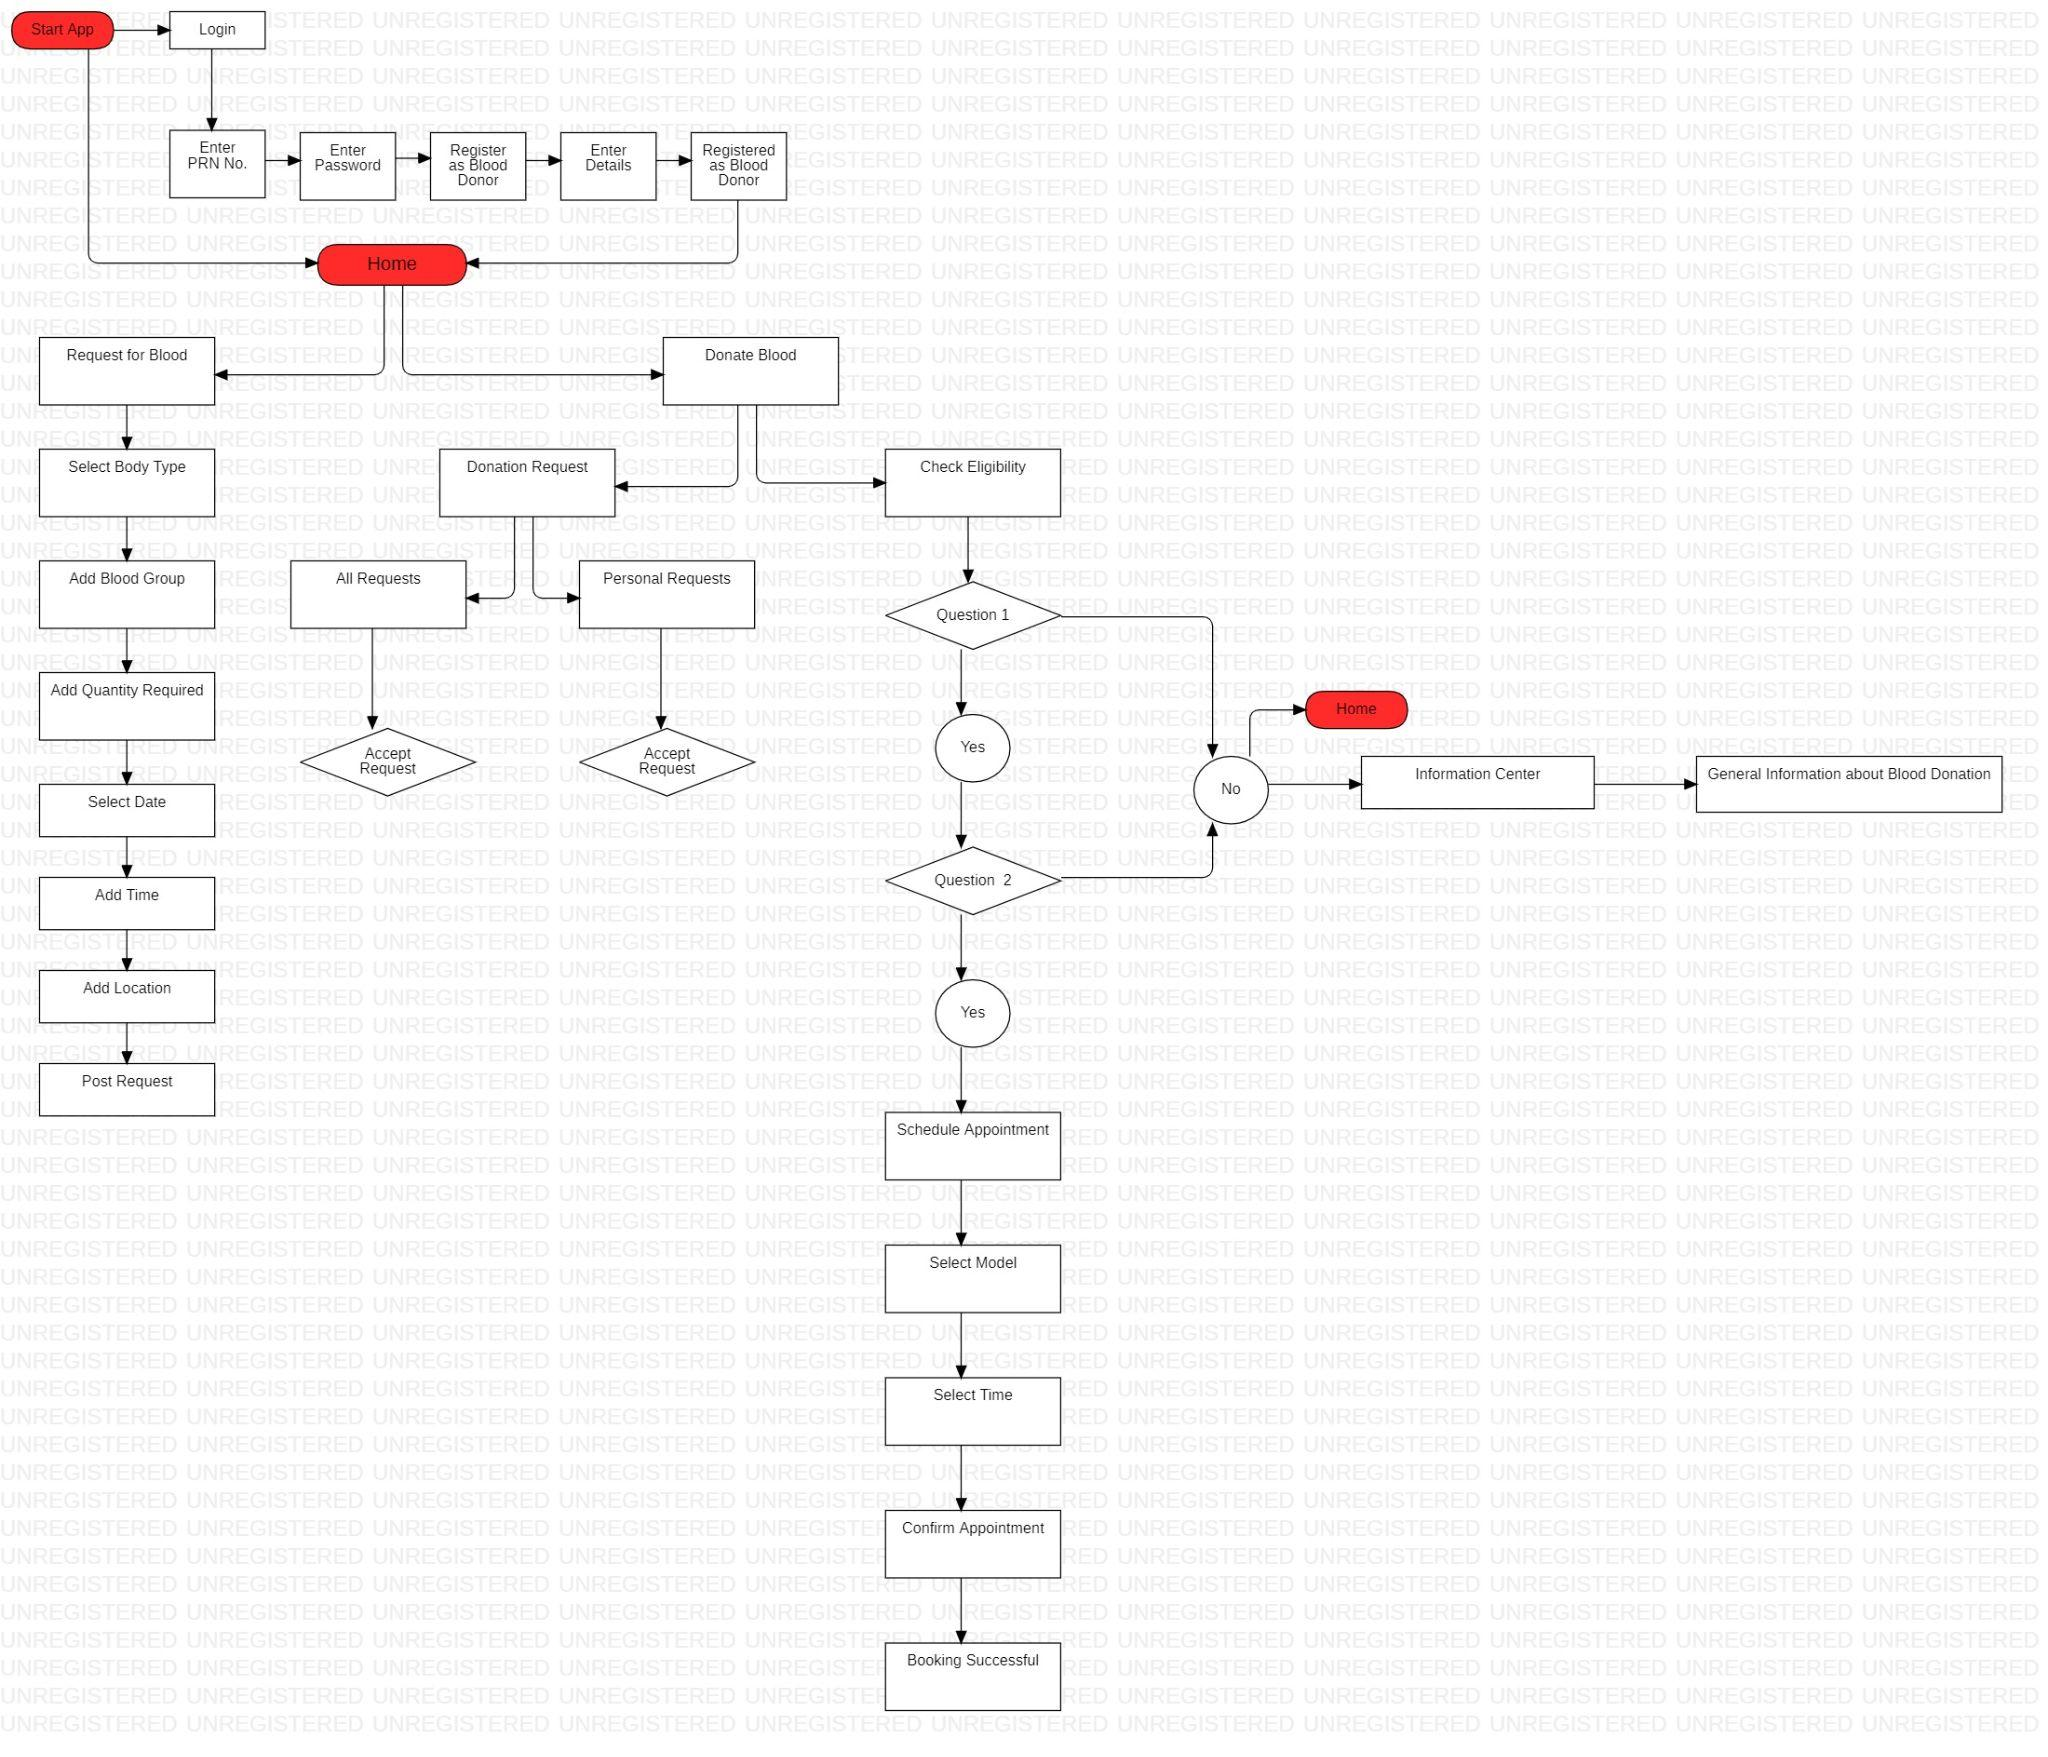 Start App
Login
Enter
PRN No.
Enter
Password
Register
as Blood
Donor
Enter
Details
Registered
as Blood
Donor
Home
Request for Blood
Donate Blood
Select Body Type
Donation Request
Check Eligibility
Add Blood Group
All Requests
Personal Requests
Question 1
Add Quantity Required
Home
Accept
Request
Accept
Request
Yes
No
Information Center
General Information about Blood Donation
Select Date
Add Time
Question  2
Add Location
Yes
Post Request
Schedule Appointment
Select Model
Select Time
Confirm Appointment
Booking Successful
UNREGISTERED